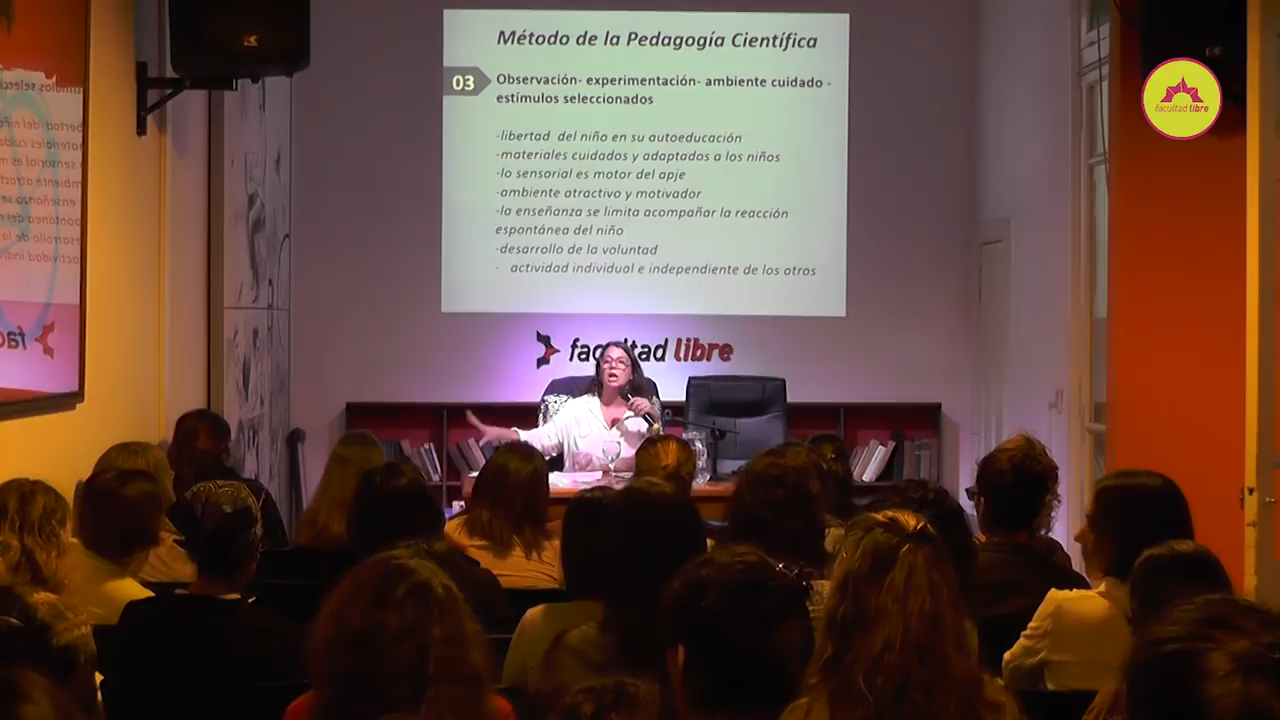 Método de la Pedagogía Científica
03
Observación- experimentación- ambiente cuidado -
estímulos seleccionados
-libertad  del niño en su autoeducación
-materiales cuidados y adaptados a los niños
-lo sensorial es motor del apje
-ambiente atractivo y motivador
-la enseñanza se limita acompañar la reacción
espontánea del niño
-desarrollo de la voluntad
-   actividad individual e independiente de los otros
facultad libre
facultad libre